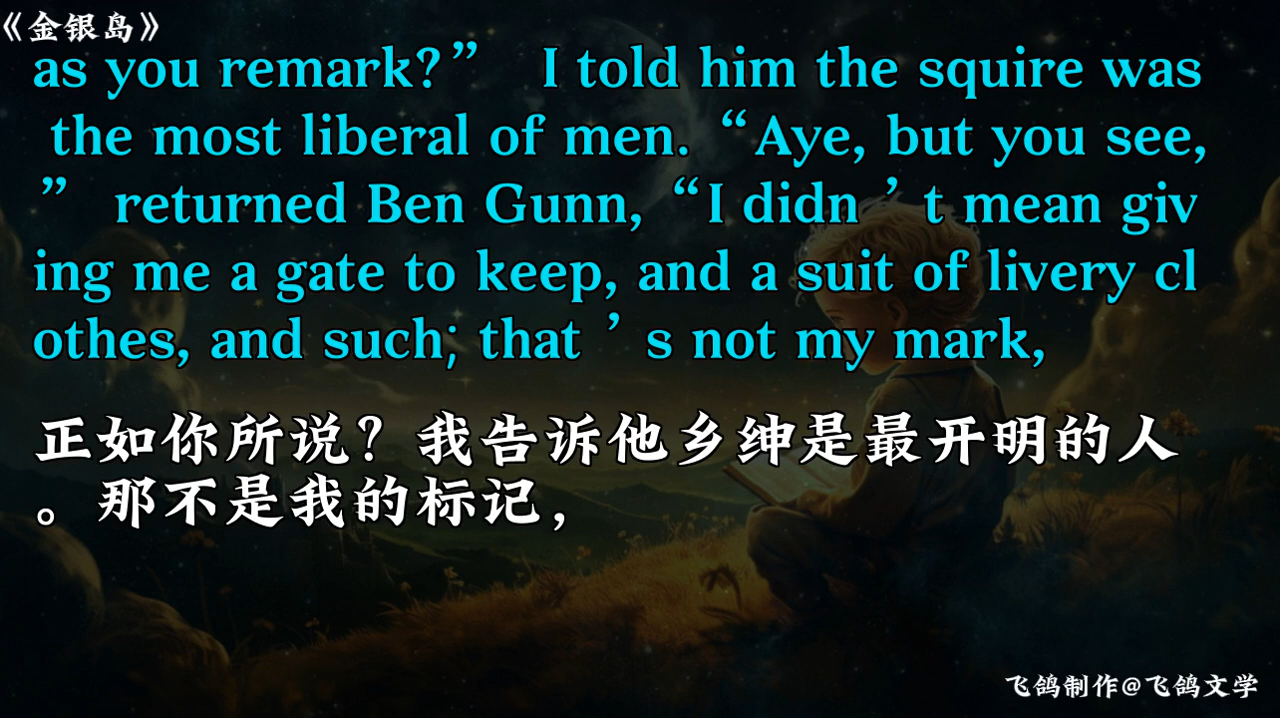 《金银岛》
as you remark?” I told him the squire was
the most liberal of men. “Aye, but you see,
” returned Ben Gunn, “I didn ’ t mean giv
ing me a gate to keep, and a suit of livery cl
othes, and such; that ’ s not my mark,
正如你所说？我告诉他乡绅是最开明的人
。那不是我的标记，
飞鸽制作@飞鸽文学